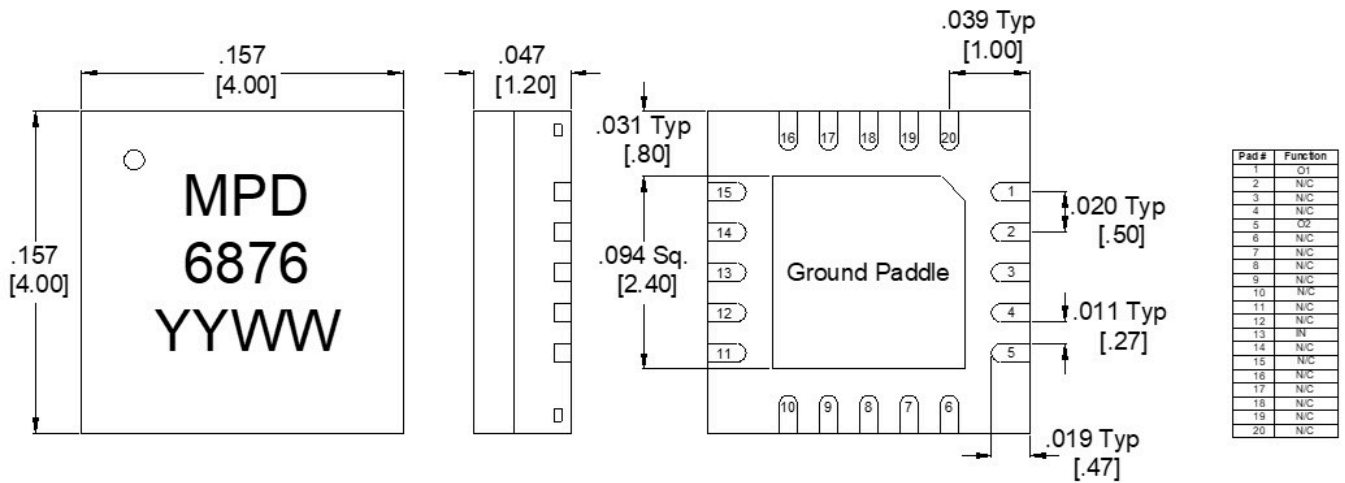 .157
[4.00]
.157
[4.00]
MPD
6876
YYWW
.047
[1.20]
.039 Typ
[1.00]
.031 Typ
[.80]
.094 Sq.
[2.40]
16 17 18 19 20
15
14
13
12
11
Ground Paddle
1
2
3
4
5
10 9 8 7 6
.020 Typ
[.50]
.011 Typ
[.27]
.019 Typ
[.47]
Pad # Function
1 O1
2 N/C
3 N/C
4 N/C
5 O2
6 N/C
7 N/C
8 N/C
9 N/C
10 N/C
11 N/C
12 N/C
13 IN
14 N/C
15 N/C
16 N/C
17 N/C
18 N/C
19 N/C
20 N/C